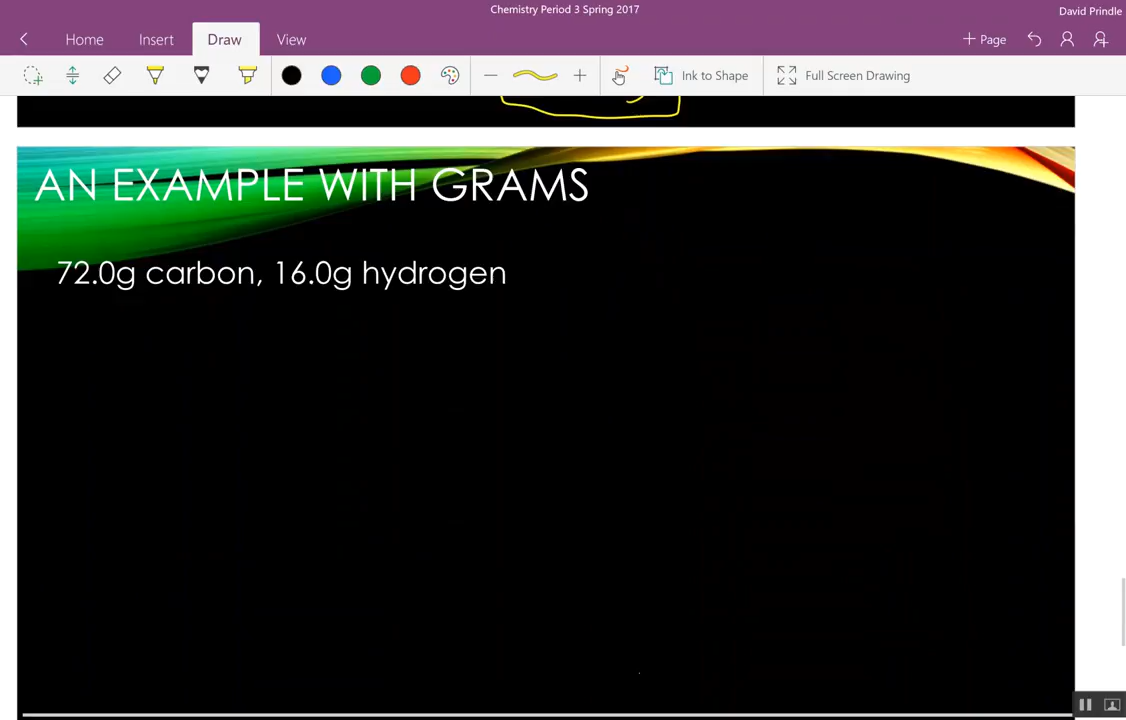 Chemistry Period 3 Spring 2017
David Prindle
Home Insert Draw View
Page
Ink to Shape Full Screen Drawing
AN EXAMPLE WITH GRAMS
72.0g carbon, 16.0g hydrogen